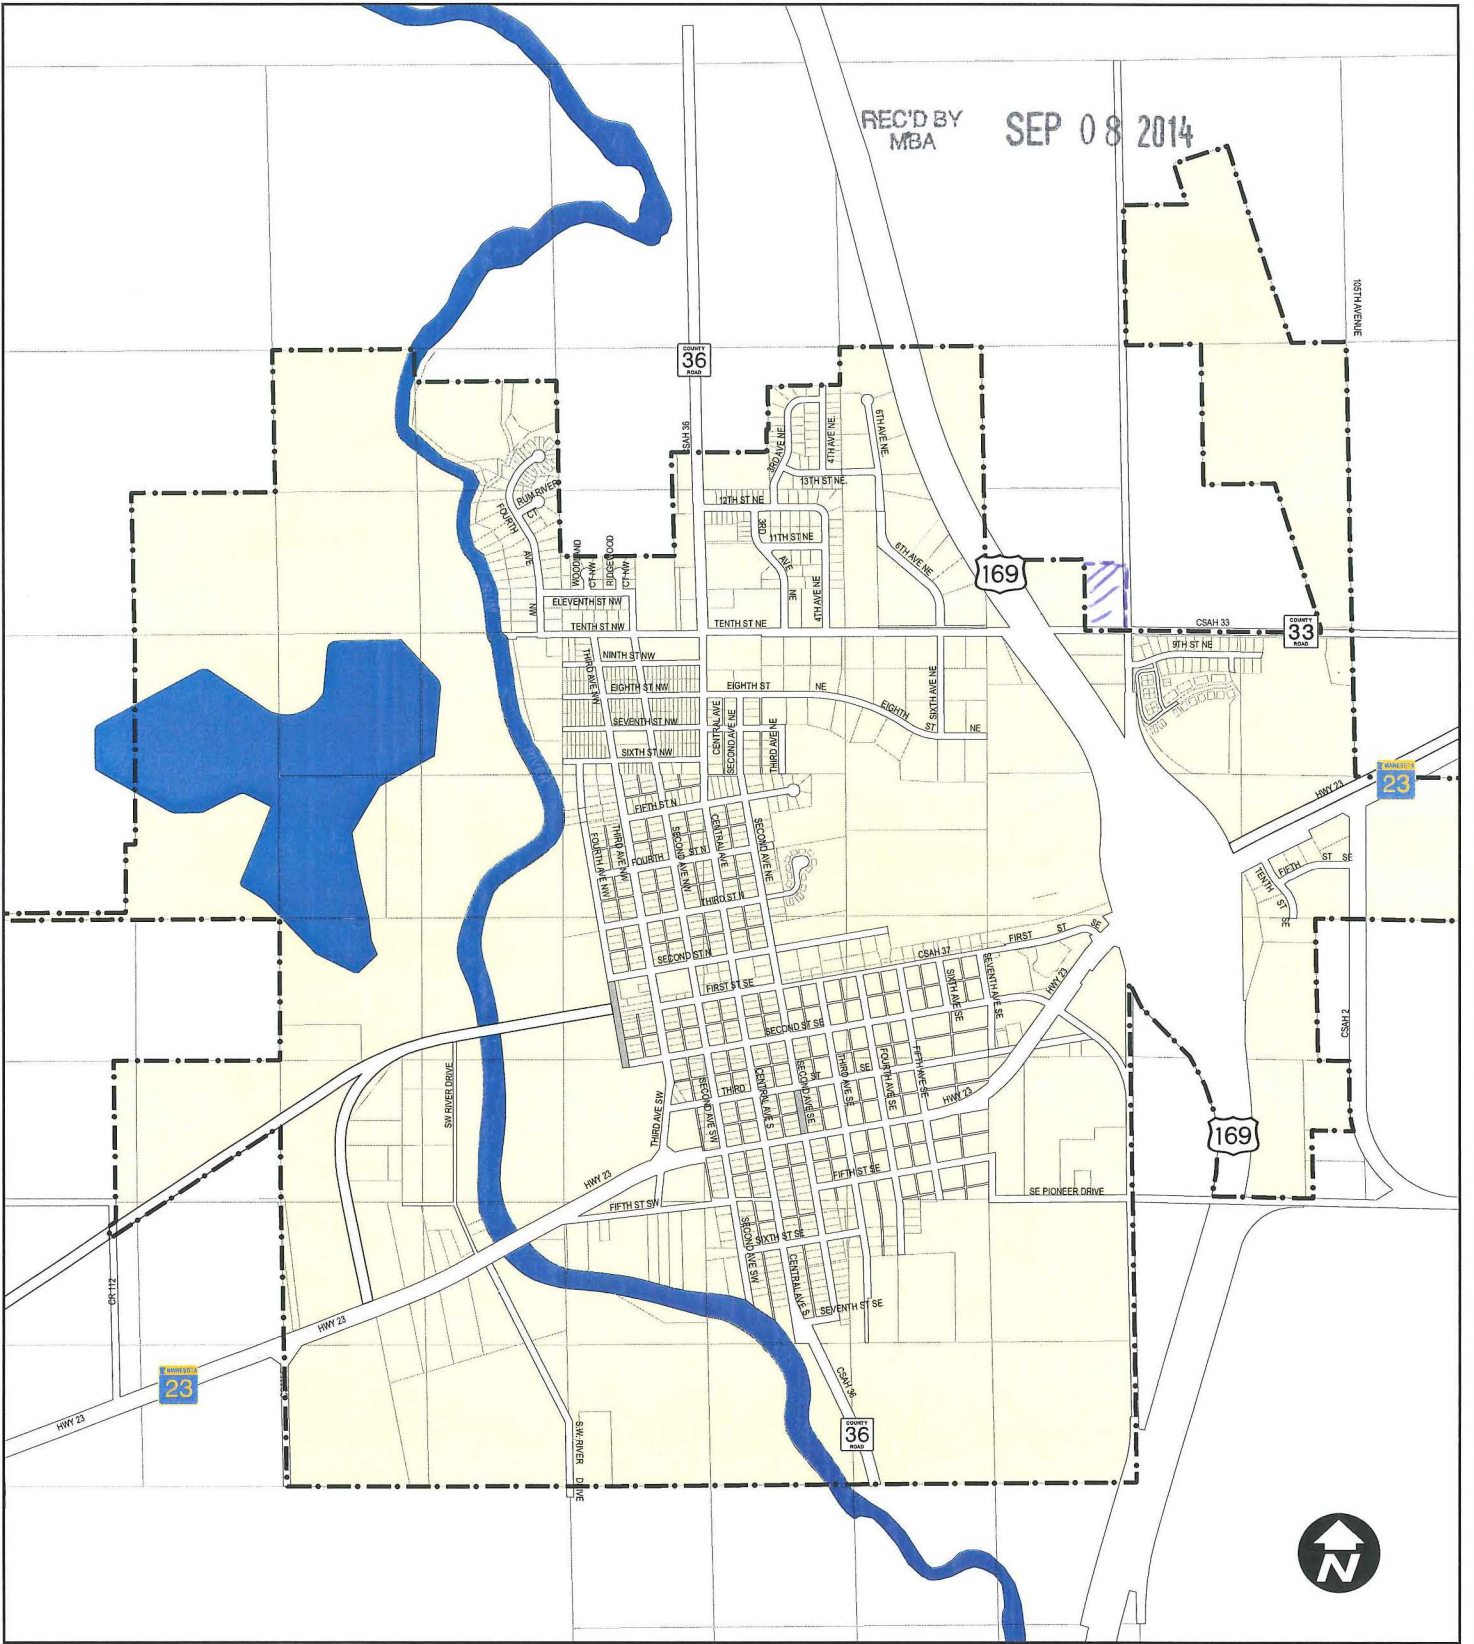 REC'D BY
MBA
SEP 08 2014
105TH AVENUE
COUNTY
36
ROAD
CSAH 36
3RD AVE NE
4TH AVE NE
6TH AVE NE
13TH ST NE
12TH ST NE
3RD
AVE
NE
11TH ST NE
4TH AVE NE
6TH AVE NE
RUM RIVER
CT
FOURTH
AVE
NW
WOODLAND
CT NW
RIDGEWOOD
CT NW
169
ELEVENTH ST NW
TENTH ST NW
TENTH ST NE
CSAH 33
COUNTY
33
ROAD
9TH ST NE
THIRD AVE NW
NINTH ST NW
EIGHTH ST NW
EIGHTH ST
NE
EIGHTH
ST
NE
SIXTH AVE NE
SEVENTH ST NW
SIXTH ST NW
CENTRAL AVE
SECOND AVE NE
THIRD AVE NE
HWY 23
MINNESOTA
23
FIFTH ST N
FOURTH AVE NW
THIRD AVE NW
FOURTH
ST N
SECOND AVE NW
CENTRAL AVE
SECOND AVE NE
THIRD ST N
TENTH
ST
SE
FIFTH
ST
SE
SECOND ST N
FIRST ST SE
CSAH 37
FIRST
ST
SE
HWY 23
SIXTH AVE SE
SEVENTH AVE SE
SECOND ST SE
CSAH 2
SW RIVER DRIVE
THIRD AVE SW
SECOND AVE SW
THIRD
ST
SE
CENTRAL AVE S
SECOND AVE SE
THIRD AVE SE
FOURTH AVE SE
FIFTH AVE SE
HWY 23
169
HWY 23
FIFTH ST SW
FIFTH ST SE
SE PIONEER DRIVE
SECOND AVE SW
SIXTH ST SE
CENTRAL AVE S
SEVENTH ST SE
CR 112
HWY 23
MINNESOTA
23
HWY 23
CSAH 36
COUNTY
36
ROAD
S.W. RIVER
DRIVE
N